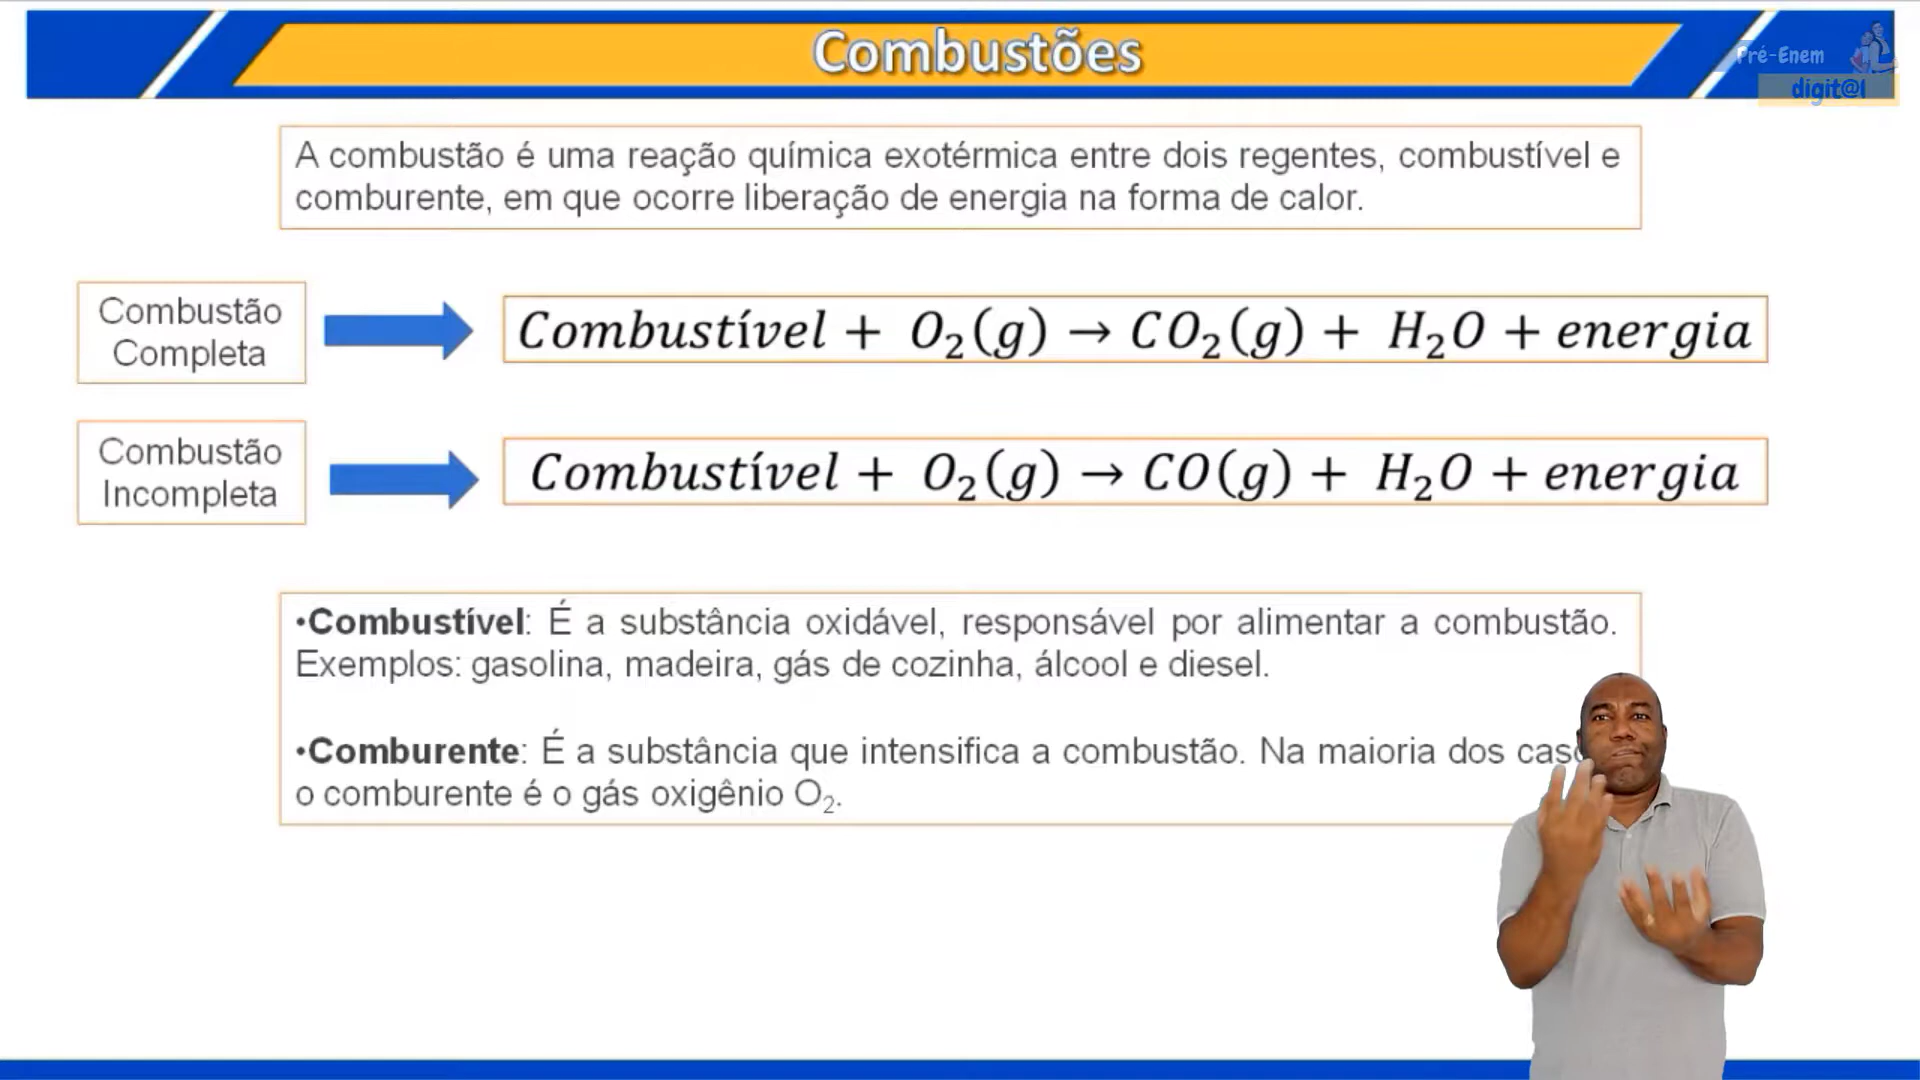 Combustões
Pré-Enem
digit@l
A combustão é uma reação química exotérmica entre dois regentes, combustível e
comburente, em que ocorre liberação de energia na forma de calor.
Combustão
Completa
Combustível + O₂(g) → CO₂(g) + H₂O + energia
Combustão
Incompleta
Combustível + O₂(g) → CO(g) + H₂O + energia
•Combustível: É a substância oxidável, responsável por alimentar a combustão.
Exemplos: gasolina, madeira, gás de cozinha, álcool e diesel.
•Comburente: É a substância que intensifica a combustão. Na maioria dos
o comburente é o gás oxigênio O₂.